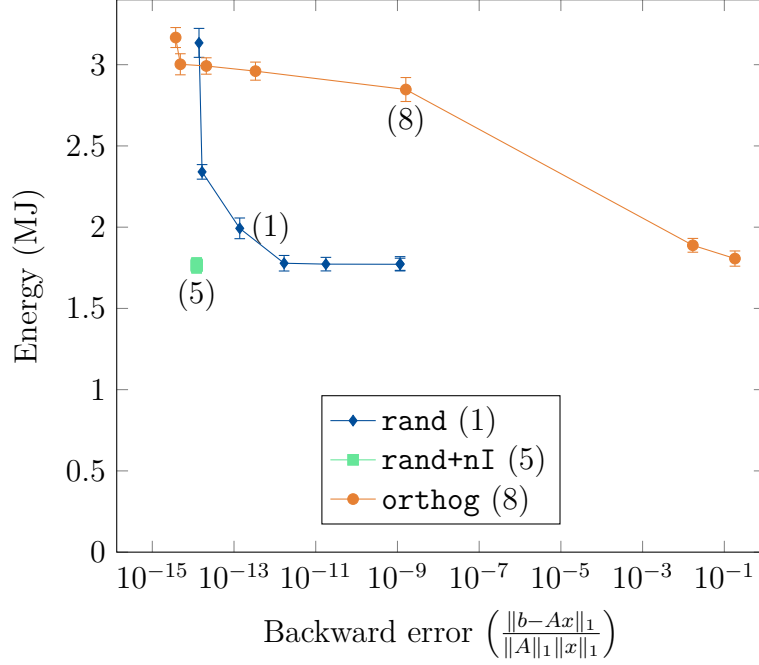 3
2.5
2
1.5
1
0.5
0
Energy (MJ)
(8)
(1)
(5)
rand (1)
rand+nI (5)
orthog (8)
10^{-15} 10^{-13} 10^{-11} 10^{-9} 10^{-7} 10^{-5} 10^{-3} 10^{-1}
Backward error (\frac{‖b−Ax‖_1}{‖A‖_1‖x‖_1})